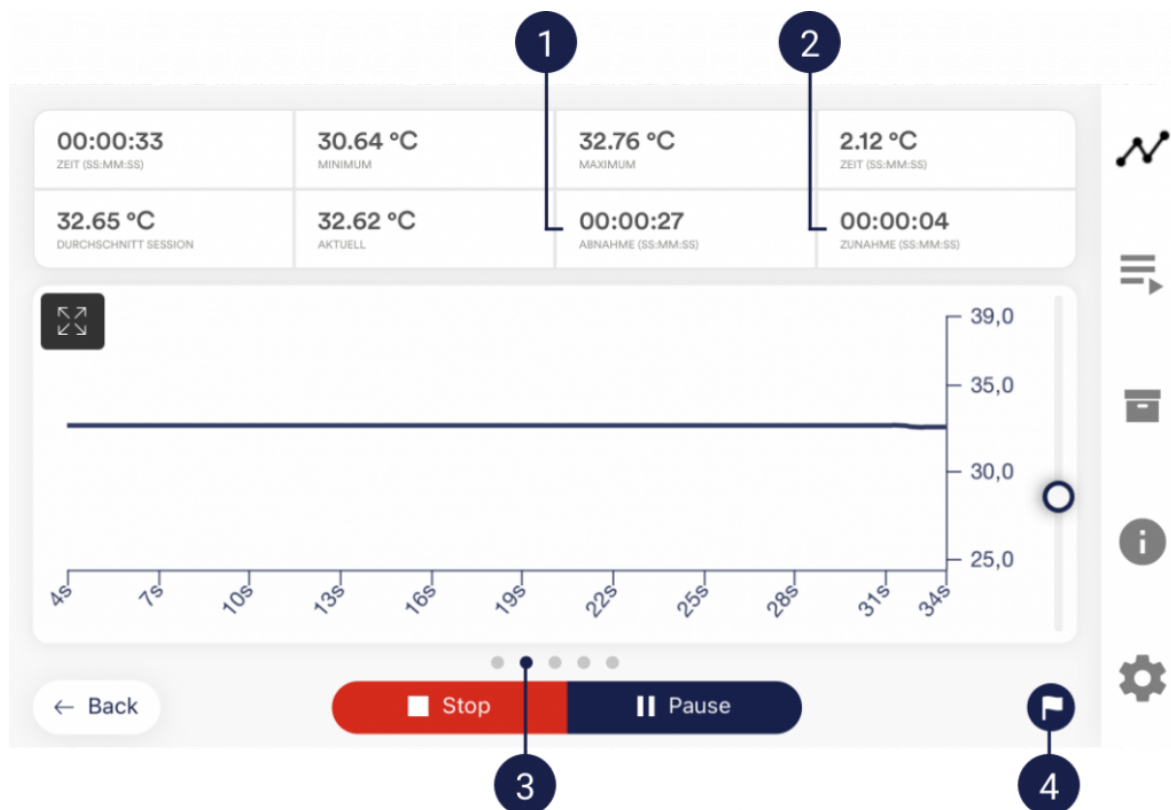 1
2
00:00:33
ZEIT (SS:MM:SS)
30.64 °C
MINIMUM
32.76 °C
MAXIMUM
2.12 °C
ZEIT (SS:MM:SS)
32.65 °C
DURCHSCHNITT SESSION
32.62 °C
AKTUELL
00:00:27
ABNAHME (SS:MM:SS)
00:00:04
ZUNAHME (SS:MM:SS)
39,0
35,0
30,0
25,0
4s
7s
10s
13s
16s
19s
22s
25s
28s
31s
34s
← Back
Stop
Pause
3
4